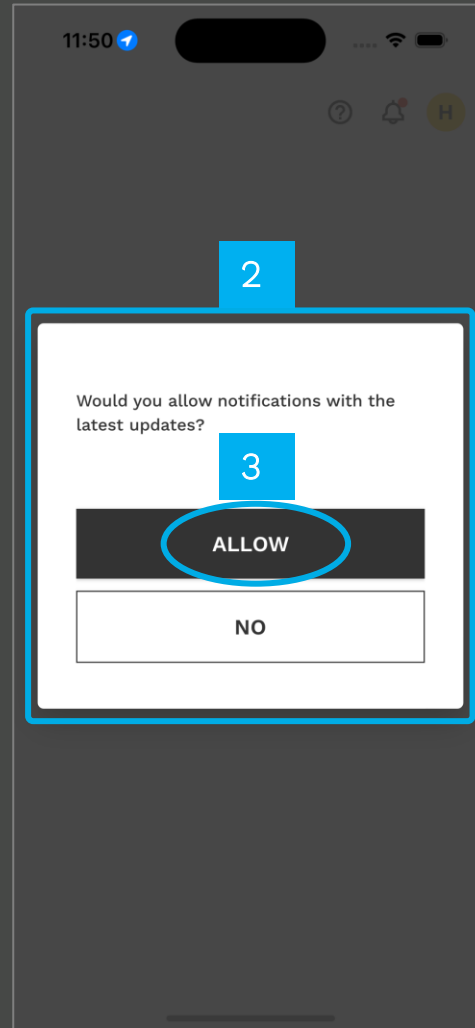 11:50
H
2
Would you allow notifications with the
latest updates?
3
ALLOW
NO